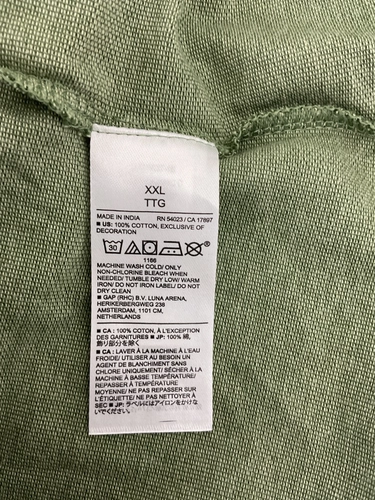 XXL
TTG
MADE IN INDIA RN 54023 / CA 17897
■ US: 100% COTTON, EXCLUSIVE OF
DECORATION
30
1166
MACHINE WASH COLD/ ONLY
NON-CHLORINE BLEACH WHEN
NEEDED/ TUMBLE DRY LOW/ WARM
IRON/ DO NOT IRON LABEL/ DO NOT
DRY CLEAN
■ GAP (RHC) B.V. LUNA ARENA,
HERIKERBERGWEG 238
AMSTERDAM, 1101 CM,
NETHERLANDS
■ CA : 100% COTON, À L'EXCEPTION
DES GARNITURES ■ JP: 100% 綿,
飾り部分を除く
■ CA : LAVER À LA MACHINE À L'EAU
FROIDE/ UTILISER AU BESOIN UN
AGENT DE BLANCHIMENT SANS
CHLORE UNIQUEMENT/ SÉCHER À LA
MACHINE À BASSE TEMPÉRATURE/
REPASSER À TEMPÉRATURE
MOYENNE/ NE PAS REPASSER SUR
L'ÉTIQUETTE/ NE PAS NETTOYER À
SEC ■ JP: ラベルにはアイロンをかけな
いでください。